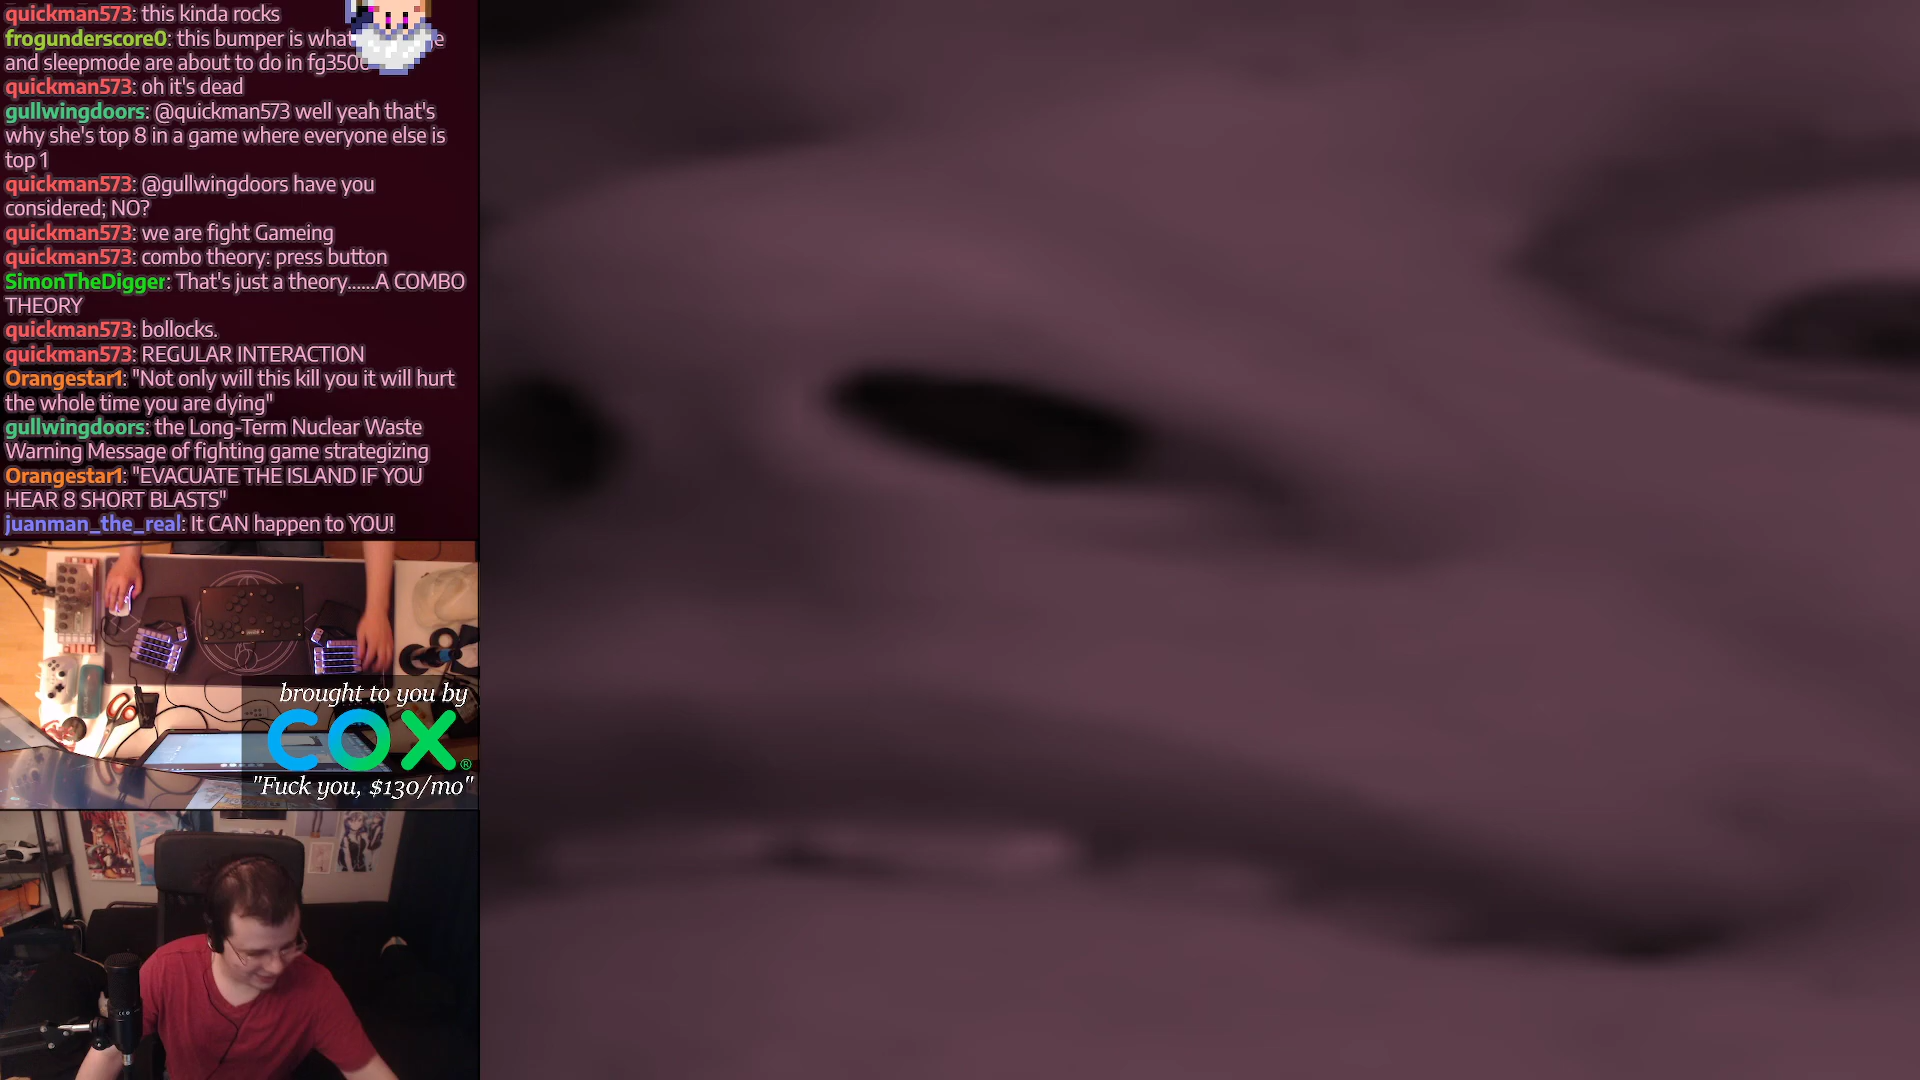 quickman573: this kinda rocks
frogunderscore0: this bumper is what e
and sleepmode are about to do in fg350
quickman573: oh it's dead
gullwingdoors: @quickman573 well yeah that's
why she's top 8 in a game where everyone else is
top 1
quickman573: @gullwingdoors have you
considered; NO?
quickman573: we are fight Gameing
quickman573: combo theory: press button
SimonTheDigger: That's just a theory......A COMBO
THEORY
quickman573: bollocks.
quickman573: REGULAR INTERACTION
Orangestar1: "Not only will this kill you it will hurt
the whole time you are dying"
gullwingdoors: the Long-Term Nuclear Waste
Warning Message of fighting game strategizing
Orangestar1: "EVACUATE THE ISLAND IF YOU
HEAR 8 SHORT BLASTS"
juanman_the_real: It CAN happen to YOU!
brought to you by
COX®
"Fuck you, $130/mo"